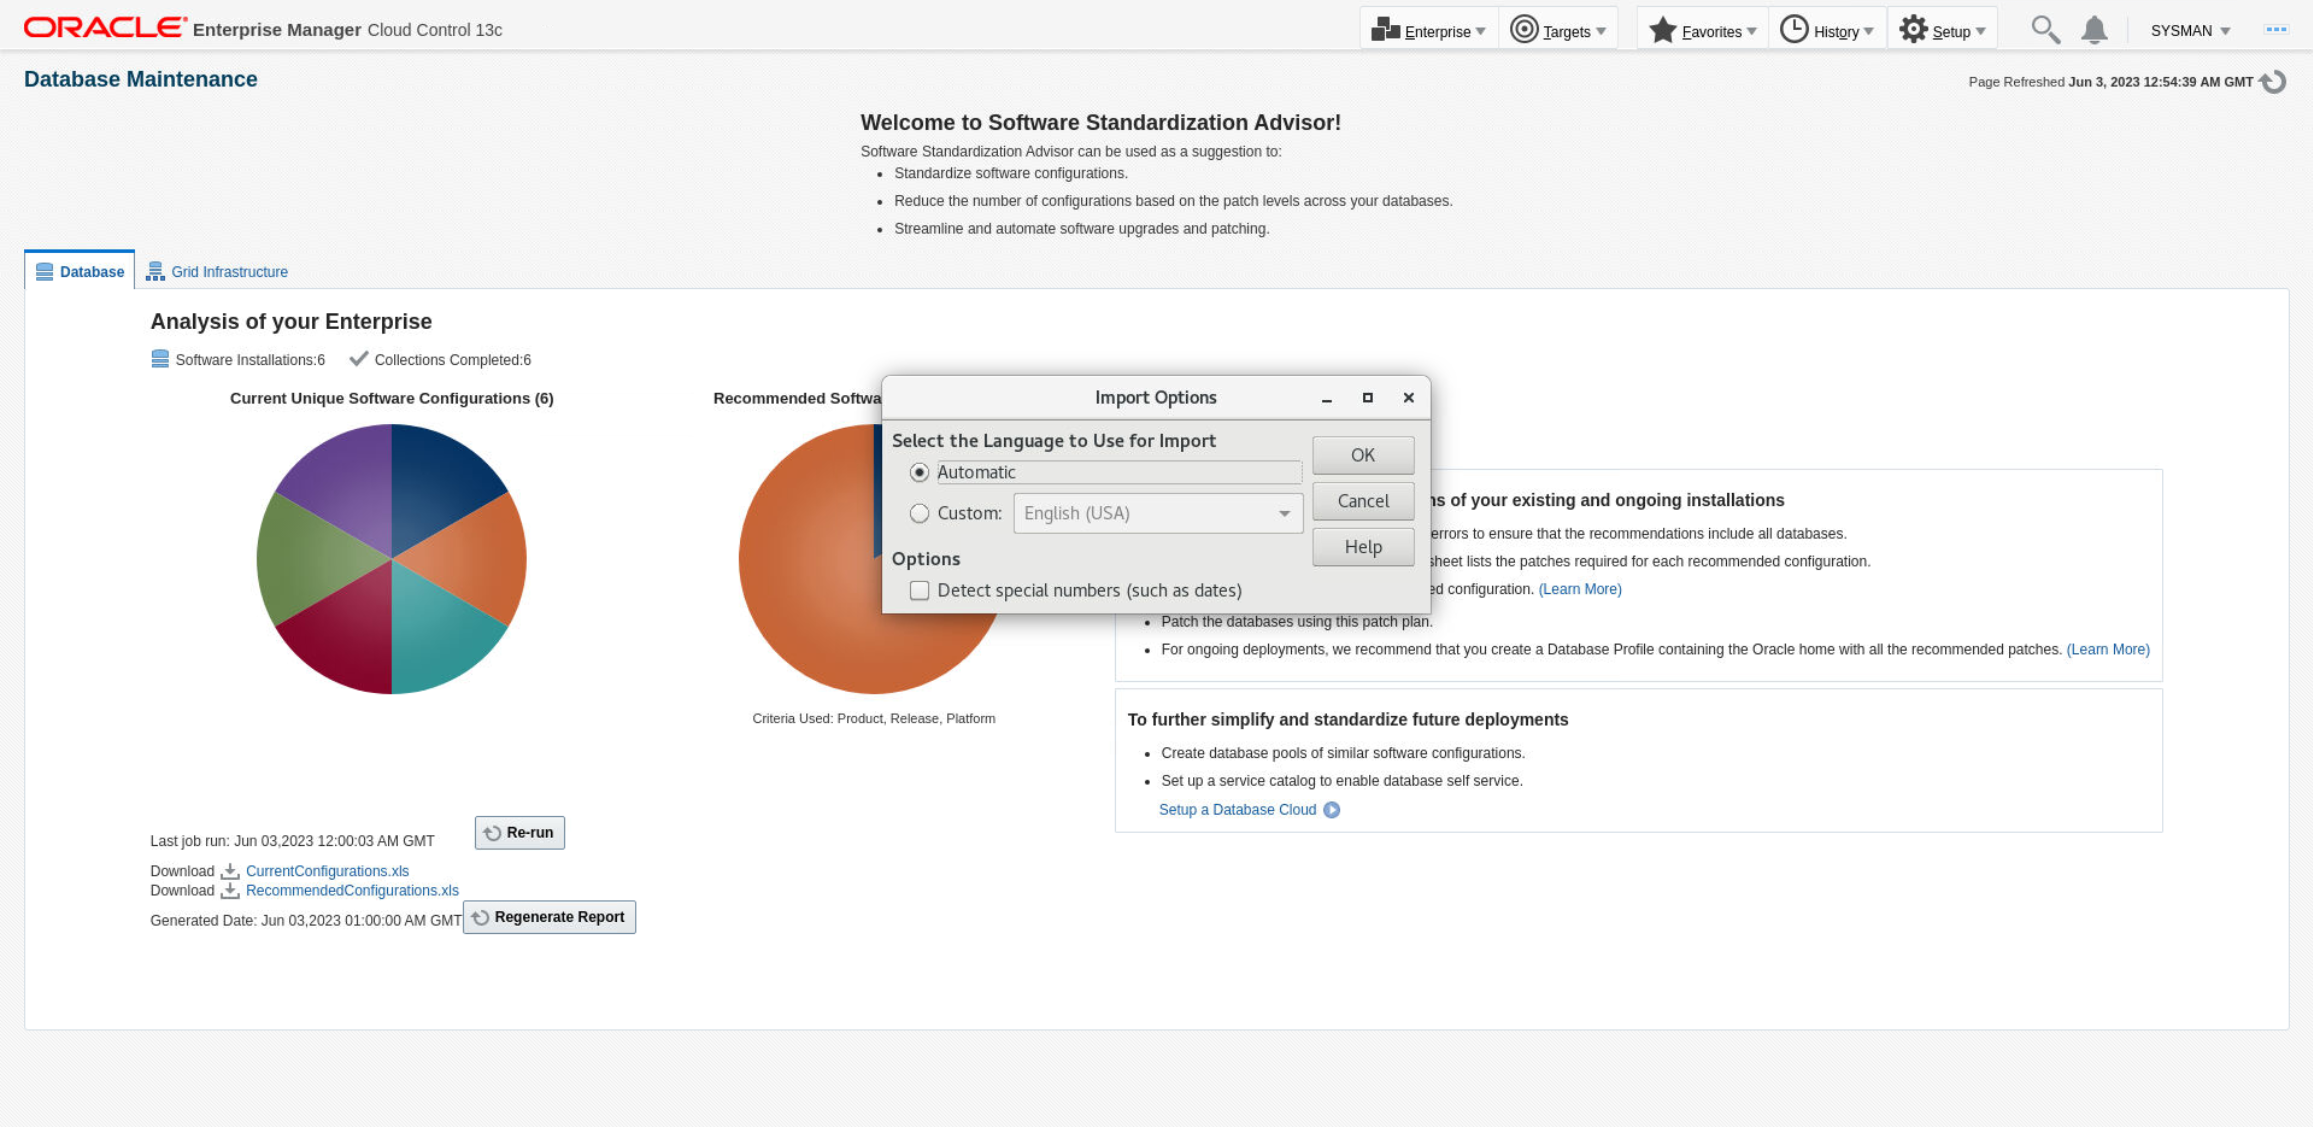 ORACLE Enterprise Manager Cloud Control 13c
Enterprise Targets Favorites History Setup SYSMAN
Database Maintenance
Page Refreshed Jun 3, 2023 12:54:39 AM GMT
Welcome to Software Standardization Advisor!
Software Standardization Advisor can be used as a suggestion to:
• Standardize software configurations.
• Reduce the number of configurations based on the patch levels across your databases.
• Streamline and automate software upgrades and patching.
Database Grid Infrastructure
Analysis of your Enterprise
Software Installations:6 Collections Completed:6
Current Unique Software Configurations (6)
Recommended
Criteria Used: Product, Release, Platform
Import Options
Select the Language to Use for Import
Automatic
Custom: English (USA)
Options
Detect special numbers (such as dates)
OK
Cancel
Help
of your existing and ongoing installations
errors to ensure that the recommendations include all databases.
lists the patches required for each recommended configuration.
configuration. (Learn More)
• Patch the databases using this patch plan.
• For ongoing deployments, we recommend that you create a Database Profile containing the Oracle home with all the recommended patches. (Learn More)
To further simplify and standardize future deployments
• Create database pools of similar software configurations.
• Set up a service catalog to enable database self service.
Setup a Database Cloud
Last job run: Jun 03,2023 12:00:03 AM GMT Re-run
Download CurrentConfigurations.xls
Download RecommendedConfigurations.xls
Generated Date: Jun 03,2023 01:00:00 AM GMT Regenerate Report